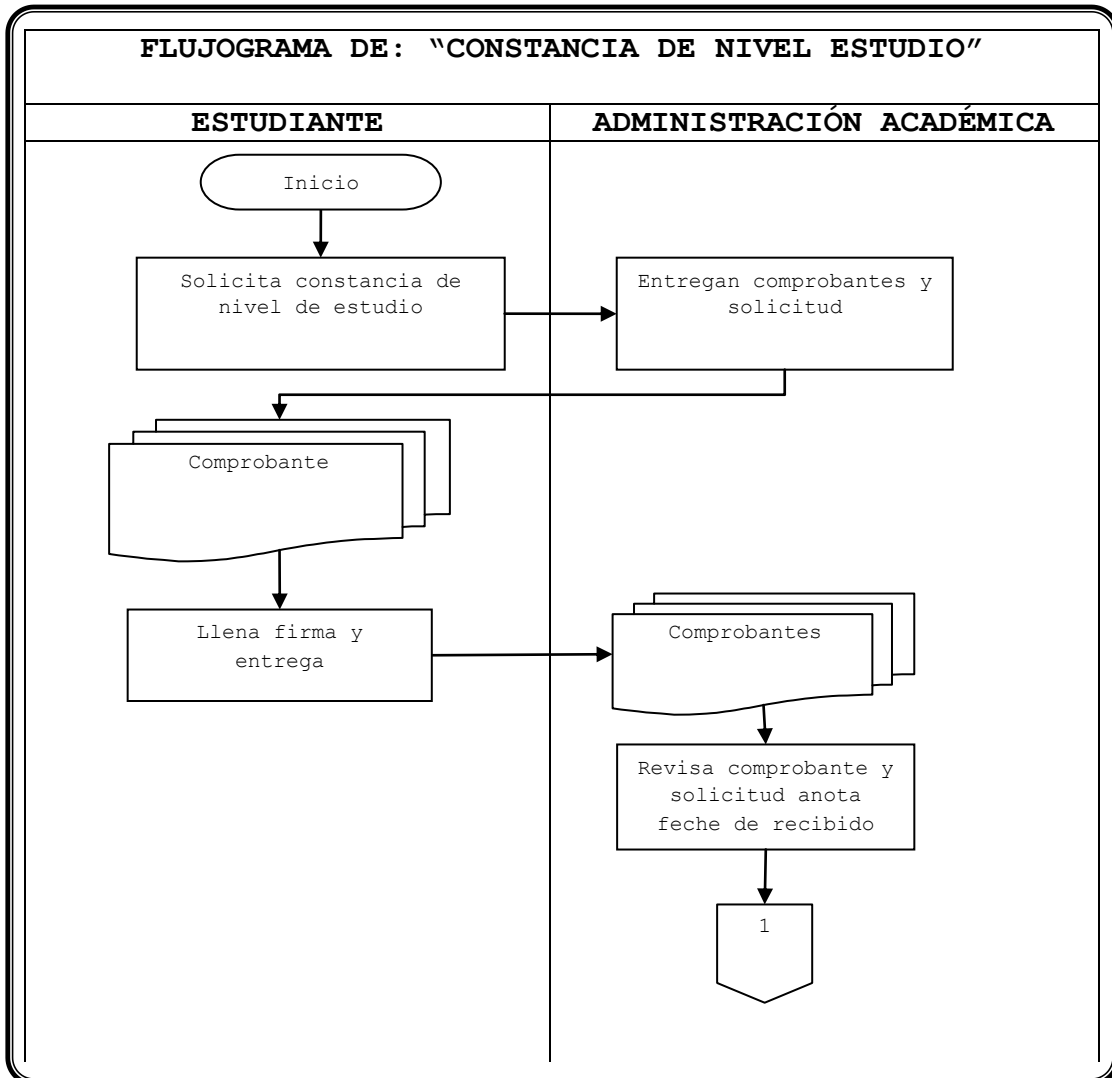 FLUJOGRAMA DE: “CONSTANCIA DE NIVEL ESTUDIO”
ESTUDIANTE
ADMINISTRACIÓN ACADÉMICA
Inicio
Solicita constancia de
nivel de estudio
Entregan comprobantes y
solicitud
Comprobante
Llena firma y
entrega
Comprobantes
Revisa comprobante y
solicitud anota
feche de recibido
1